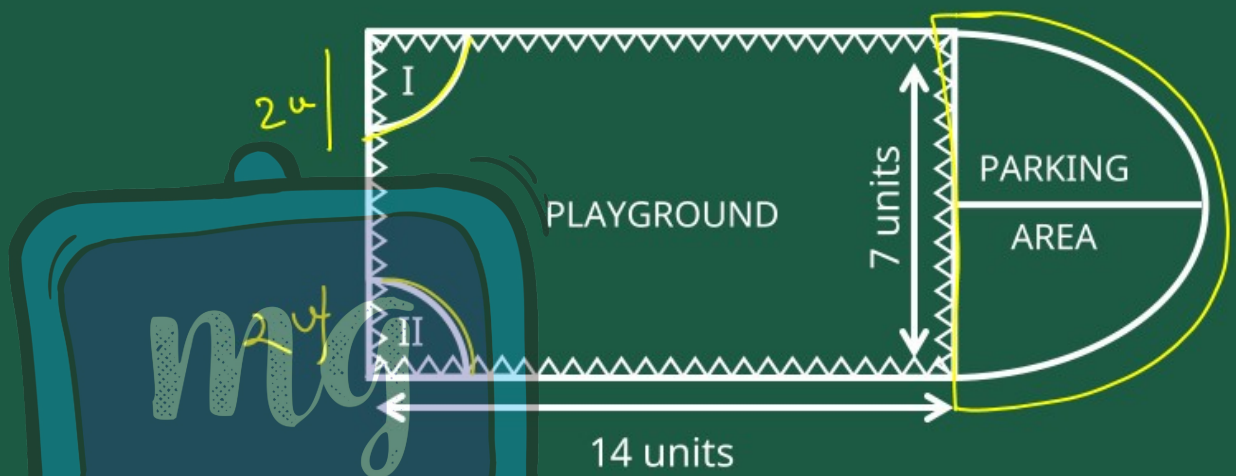 I
2u
PARKING
7 units
PLAYGROUND
AREA
2u
II
mg
14 units